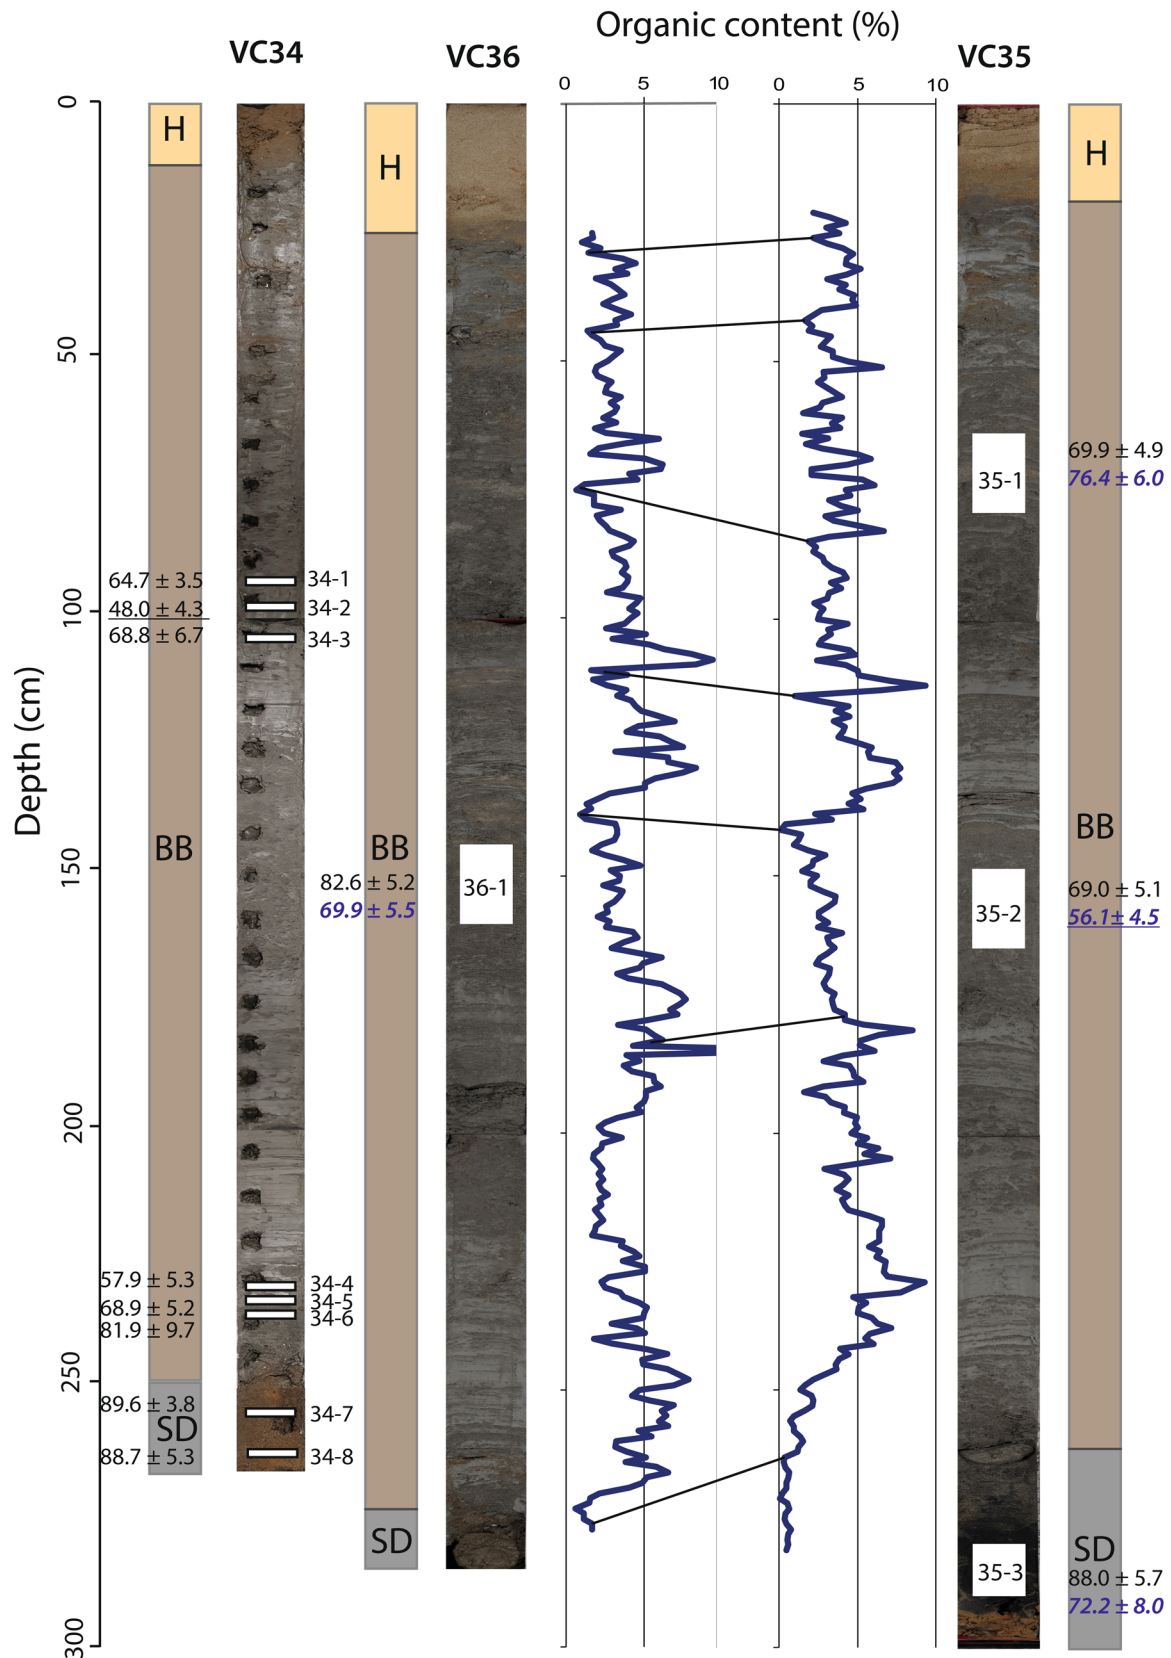 Organic content (%)
VC34
VC36
VC35
0 5 10
0 5 10
Depth (cm)
0
50
100
150
200
250
300
H
BB
SD
64.7 ± 3.5
48.0 ± 4.3
68.8 ± 6.7
57.9 ± 5.3
68.9 ± 5.2
81.9 ± 9.7
89.6 ± 3.8
88.7 ± 5.3
34-1
34-2
34-3
34-4
34-5
34-6
34-7
34-8
H
BB
82.6 ± 5.2
69.9 ± 5.5
SD
36-1
35-1
35-2
35-3
H
69.9 ± 4.9
76.4 ± 6.0
BB
69.0 ± 5.1
56.1± 4.5
SD
88.0 ± 5.7
72.2 ± 8.0